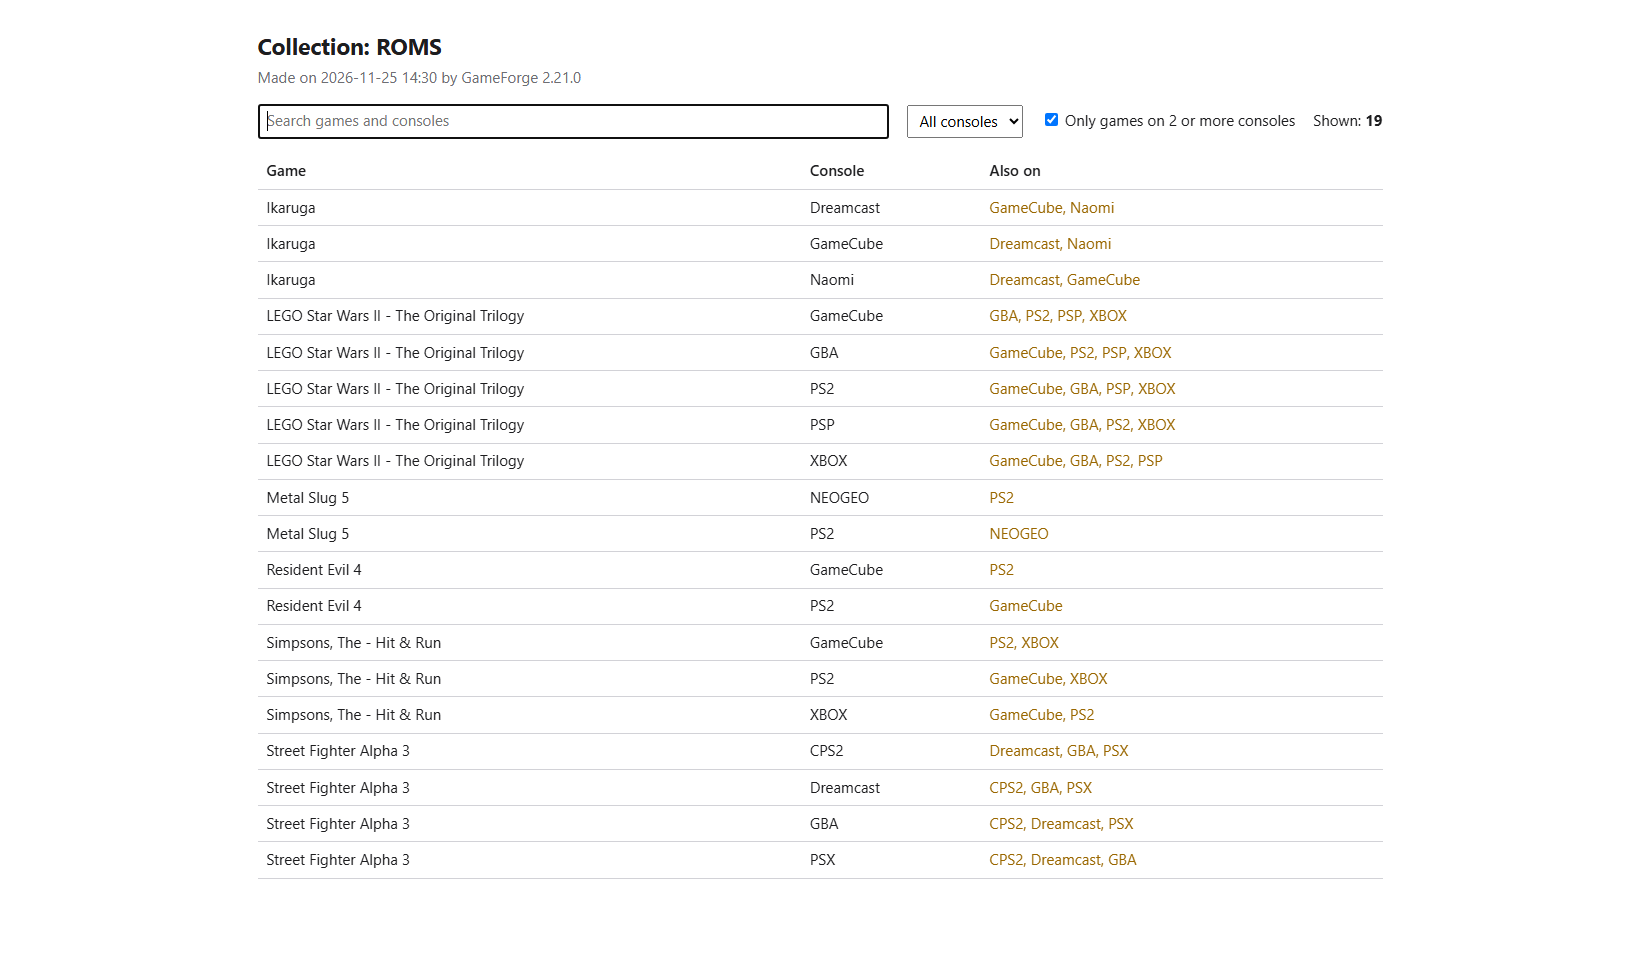 Collection: ROMS
Made on 2026-11-25 14:30 by GameForge 2.21.0
Search games and consoles All consoles Only games on 2 or more consoles Shown: 19
Game Console Also on
Ikaruga Dreamcast GameCube, Naomi
Ikaruga GameCube Dreamcast, Naomi
Ikaruga Naomi Dreamcast, GameCube
LEGO Star Wars II - The Original Trilogy GameCube GBA, PS2, PSP, XBOX
LEGO Star Wars II - The Original Trilogy GBA GameCube, PS2, PSP, XBOX
LEGO Star Wars II - The Original Trilogy PS2 GameCube, GBA, PSP, XBOX
LEGO Star Wars II - The Original Trilogy PSP GameCube, GBA, PS2, XBOX
LEGO Star Wars II - The Original Trilogy XBOX GameCube, GBA, PS2, PSP
Metal Slug 5 NEOGEO PS2
Metal Slug 5 PS2 NEOGEO
Resident Evil 4 GameCube PS2
Resident Evil 4 PS2 GameCube
Simpsons, The - Hit & Run GameCube PS2, XBOX
Simpsons, The - Hit & Run PS2 GameCube, XBOX
Simpsons, The - Hit & Run XBOX GameCube, PS2
Street Fighter Alpha 3 CPS2 Dreamcast, GBA, PSX
Street Fighter Alpha 3 Dreamcast CPS2, GBA, PSX
Street Fighter Alpha 3 GBA CPS2, Dreamcast, PSX
Street Fighter Alpha 3 PSX CPS2, Dreamcast, GBA